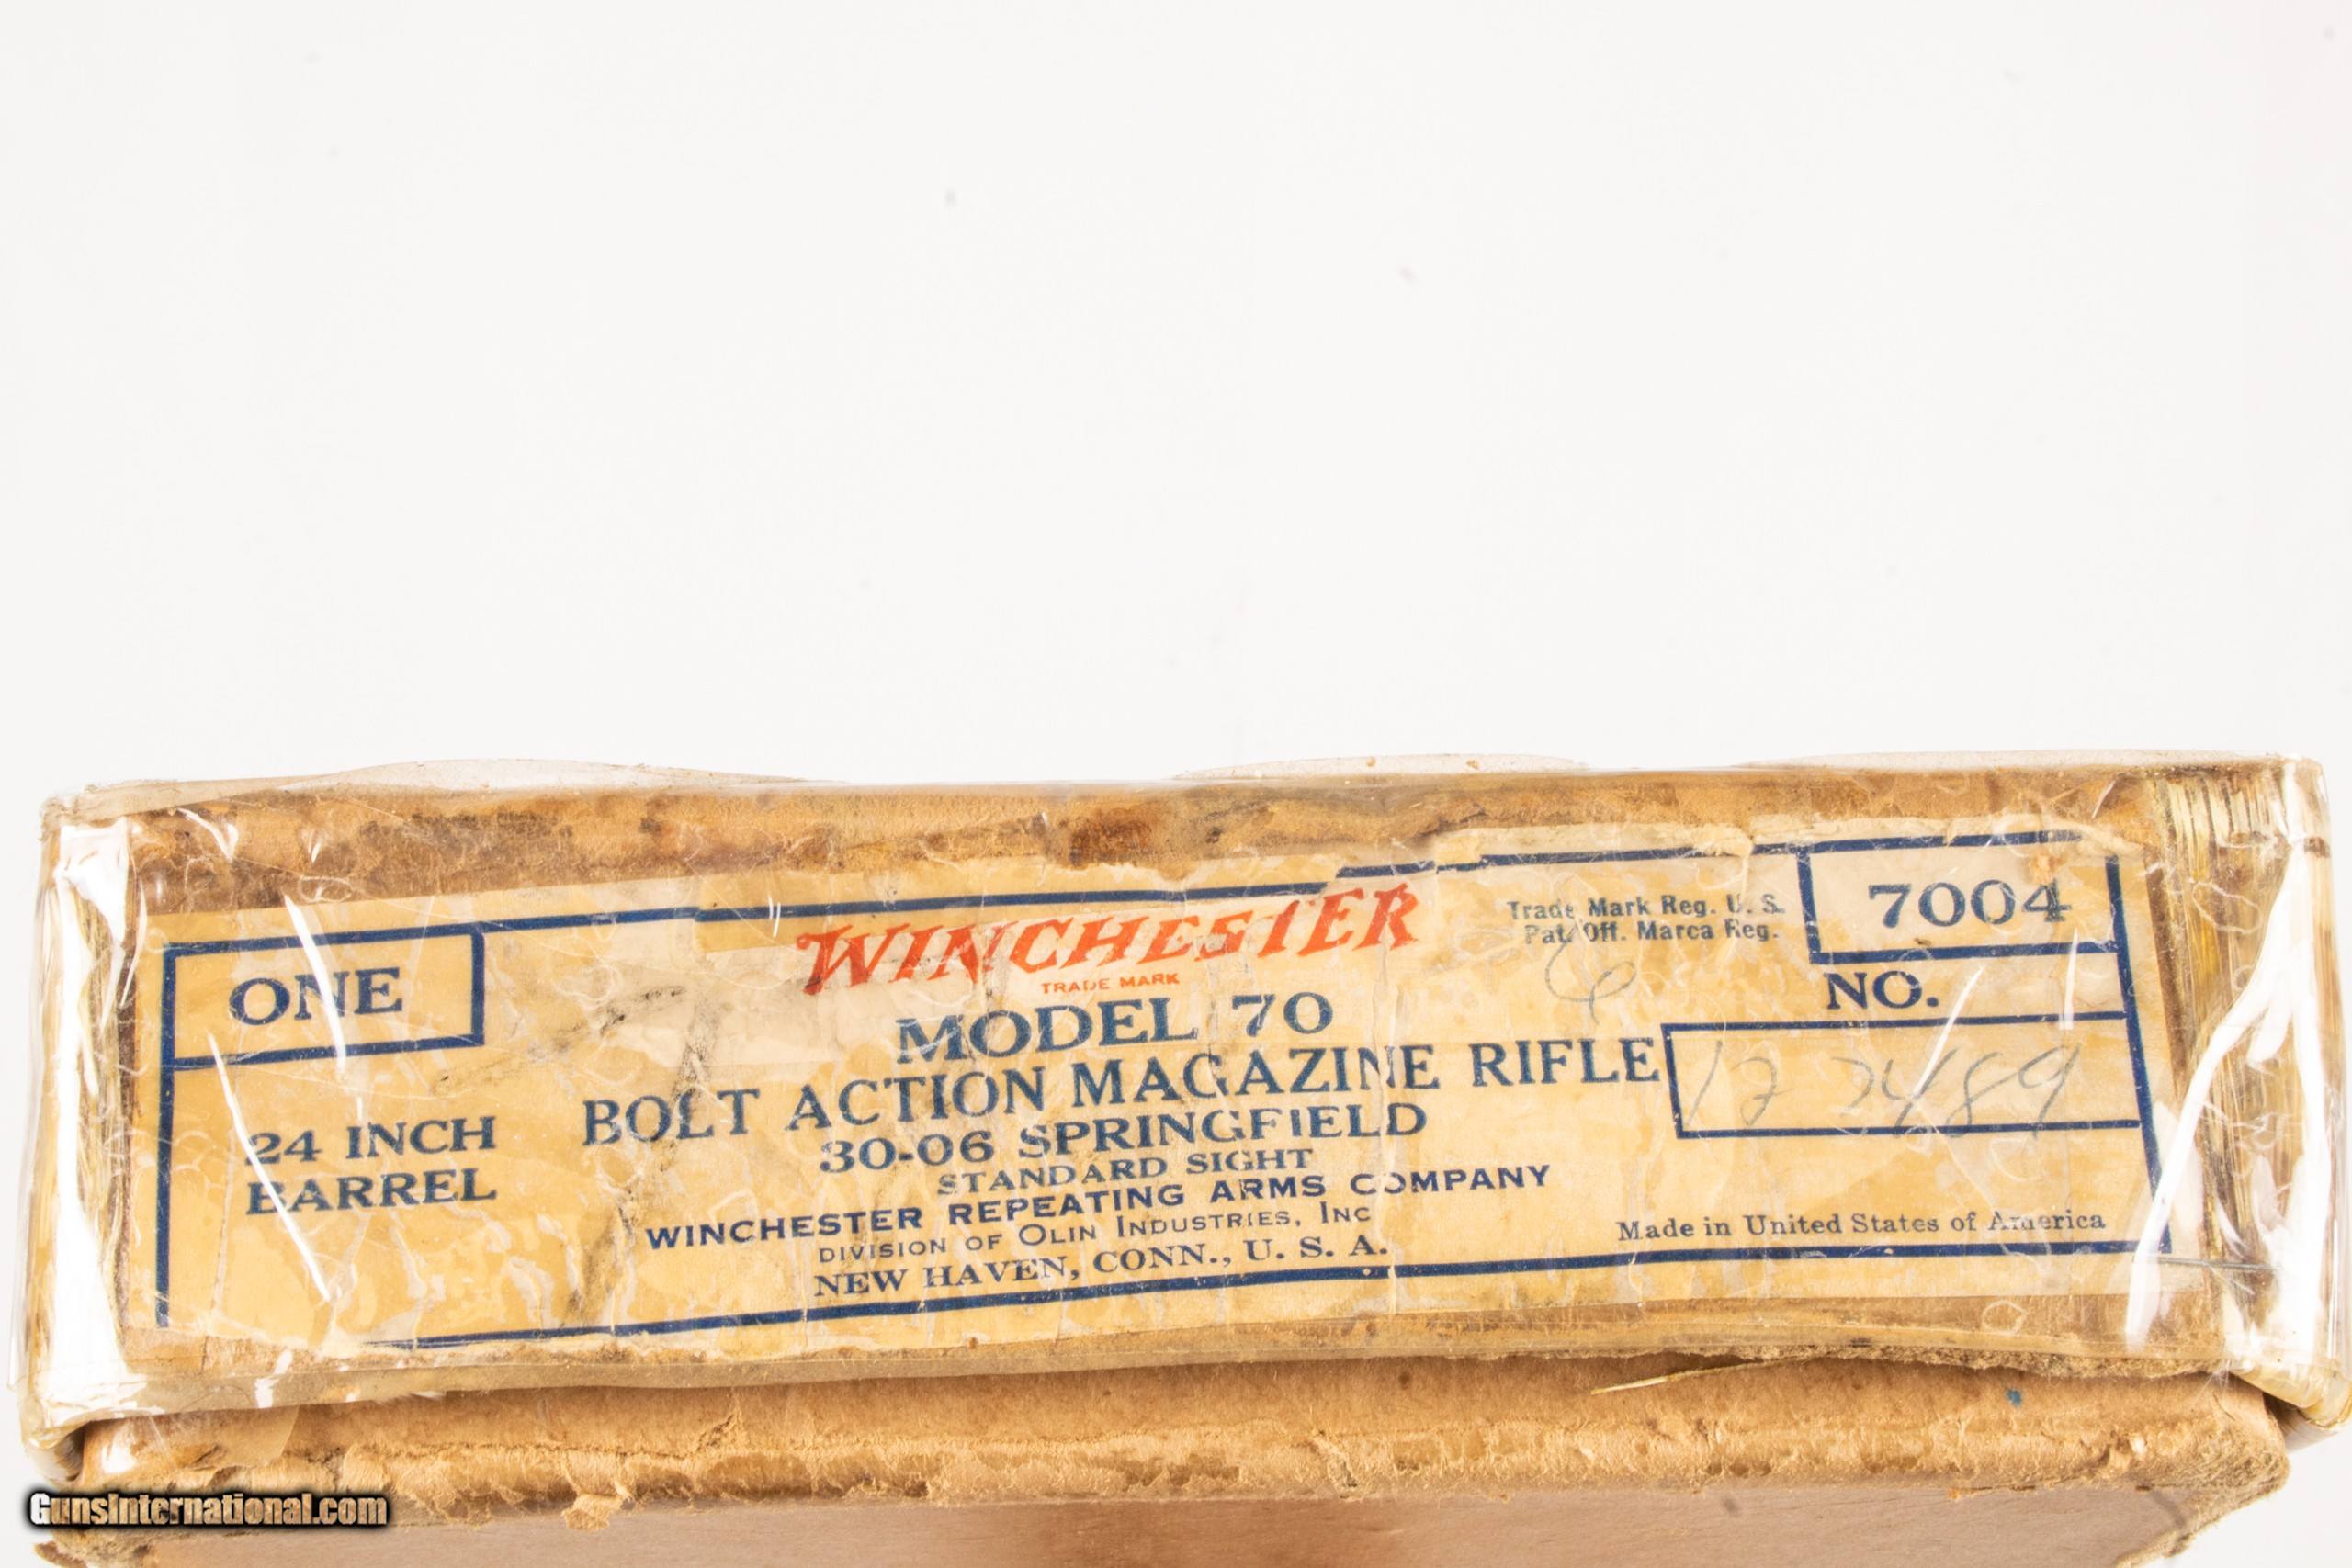 WINCHESTER
TRADE MARK
Trade Mark Reg. U. S.
Pat. Off. Marca Reg.
7004
NO.
ONE
MODEL 70
BOLT ACTION MAGAZINE RIFLE
30-06 SPRINGFIELD
STANDARD SIGHT
24 INCH
BARREL
WINCHESTER REPEATING ARMS COMPANY
DIVISION OF OLIN INDUSTRIES, INC
NEW HAVEN, CONN., U. S. A.
Made in United States of America
GunsInternational.com